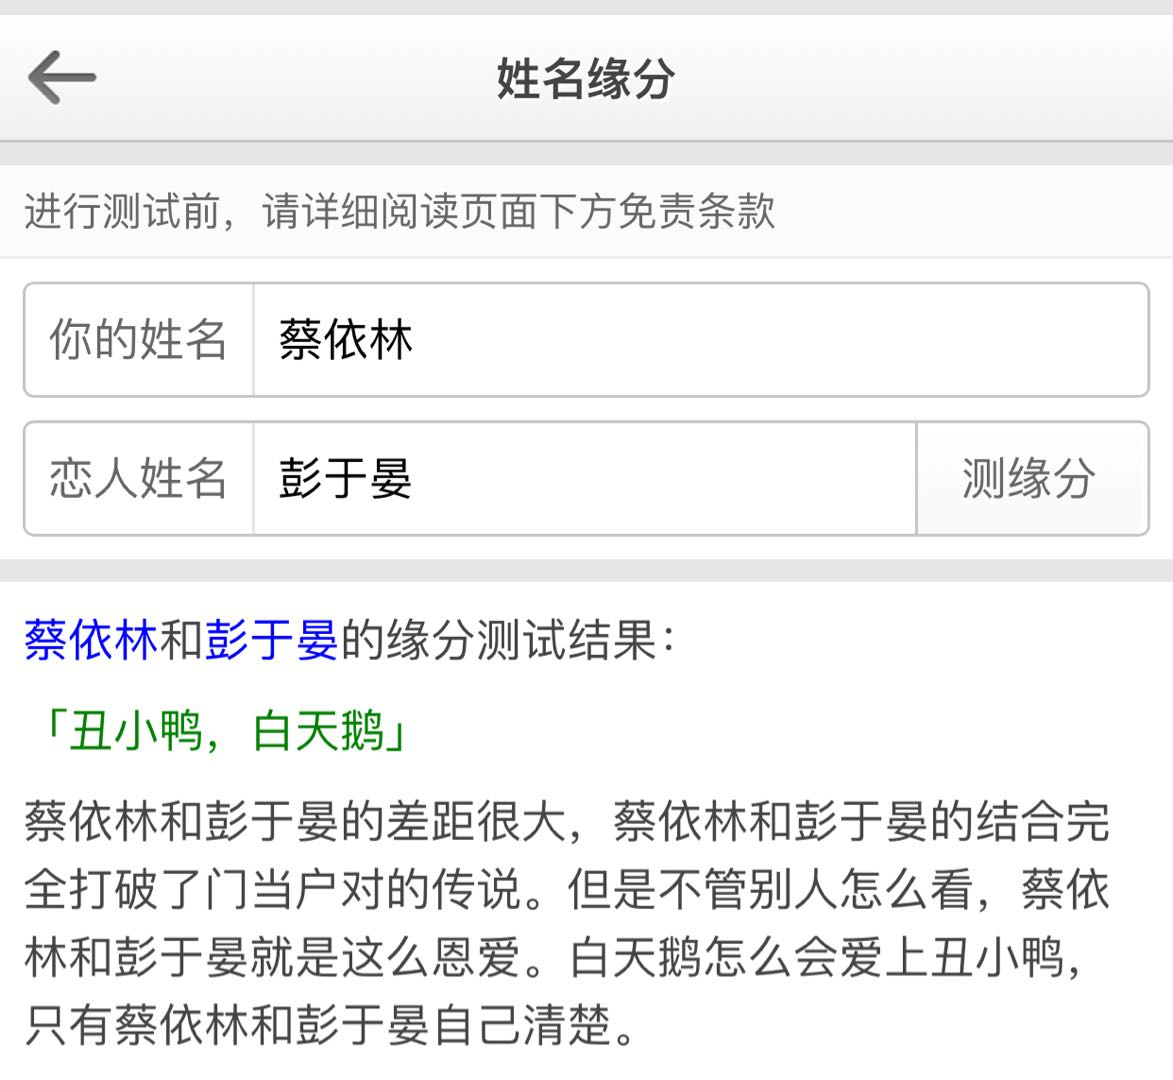 姓名缘分
进行测试前，请详细阅读页面下方免责条款
你的姓名 蔡依林
恋人姓名 彭于晏 测缘分
蔡依林和彭于晏的缘分测试结果：
「丑小鸭，白天鹅」
蔡依林和彭于晏的差距很大，蔡依林和彭于晏的结合完
全打破了门当户对的传说。但是不管别人怎么看，蔡依
林和彭于晏就是这么恩爱。白天鹅怎么会爱上丑小鸭，
只有蔡依林和彭于晏自己清楚。